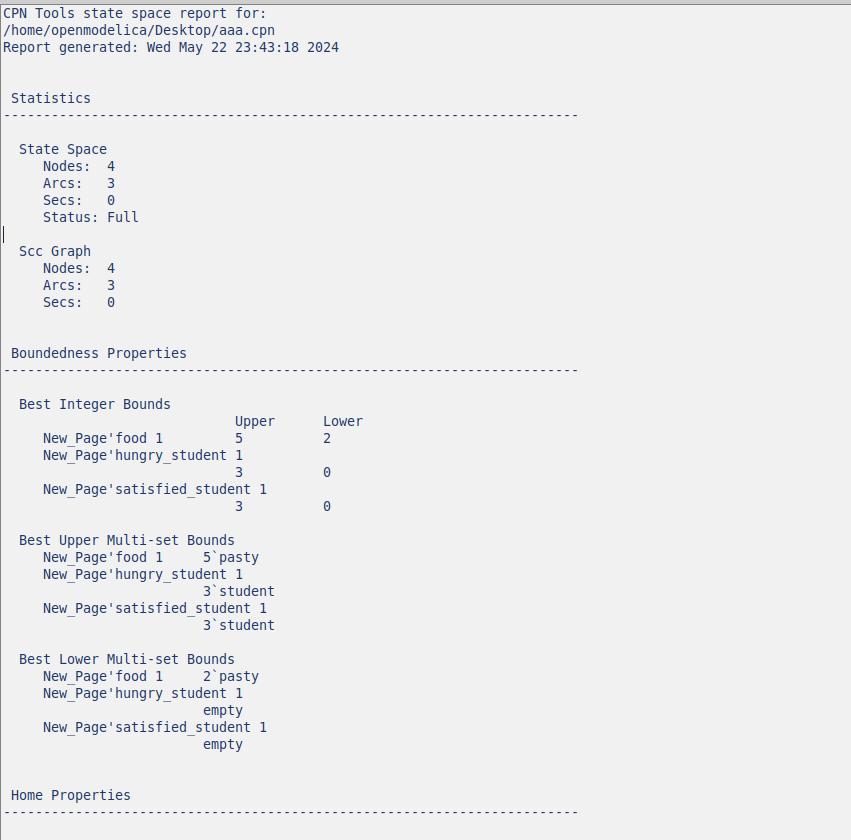 CPN Tools state space report for:
/home/openmodelica/Desktop/aaa.cpn
Report generated: Wed May 22 23:43:18 2024
Statistics
------------------------------------------------------------------------
State Space
Nodes: 4
Arcs: 3
Secs: 0
Status: Full
Scc Graph
Nodes: 4
Arcs: 3
Secs: 0
Boundedness Properties
------------------------------------------------------------------------
Best Integer Bounds
Upper Lower
New_Page'food 1 5 2
New_Page'hungry_student 1
3 0
New_Page'satisfied_student 1
3 0
Best Upper Multi-set Bounds
New_Page'food 1 5`pasty
New_Page'hungry_student 1
3`student
New_Page'satisfied_student 1
3`student
Best Lower Multi-set Bounds
New_Page'food 1 2`pasty
New_Page'hungry_student 1
empty
New_Page'satisfied_student 1
empty
Home Properties
------------------------------------------------------------------------